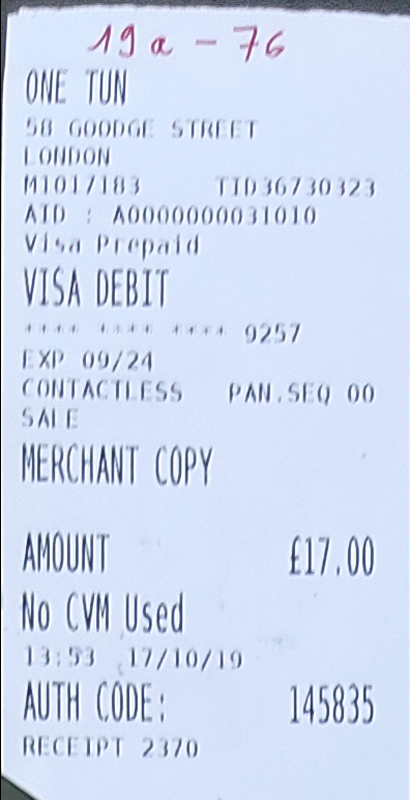 19a - 76
ONE TUN
58 GOODGE STREET
LONDON
M1017183 TID36730323
AID : A0000000031010
Visa Prepaid
VISA DEBIT
**** **** **** 9257
EXP 09/24
CONTACTLESS PAN.SEQ 00
SALE
MERCHANT COPY
AMOUNT £17.00
No CVM Used
13:53 17/10/19
AUTH CODE: 145835
RECEIPT 2370